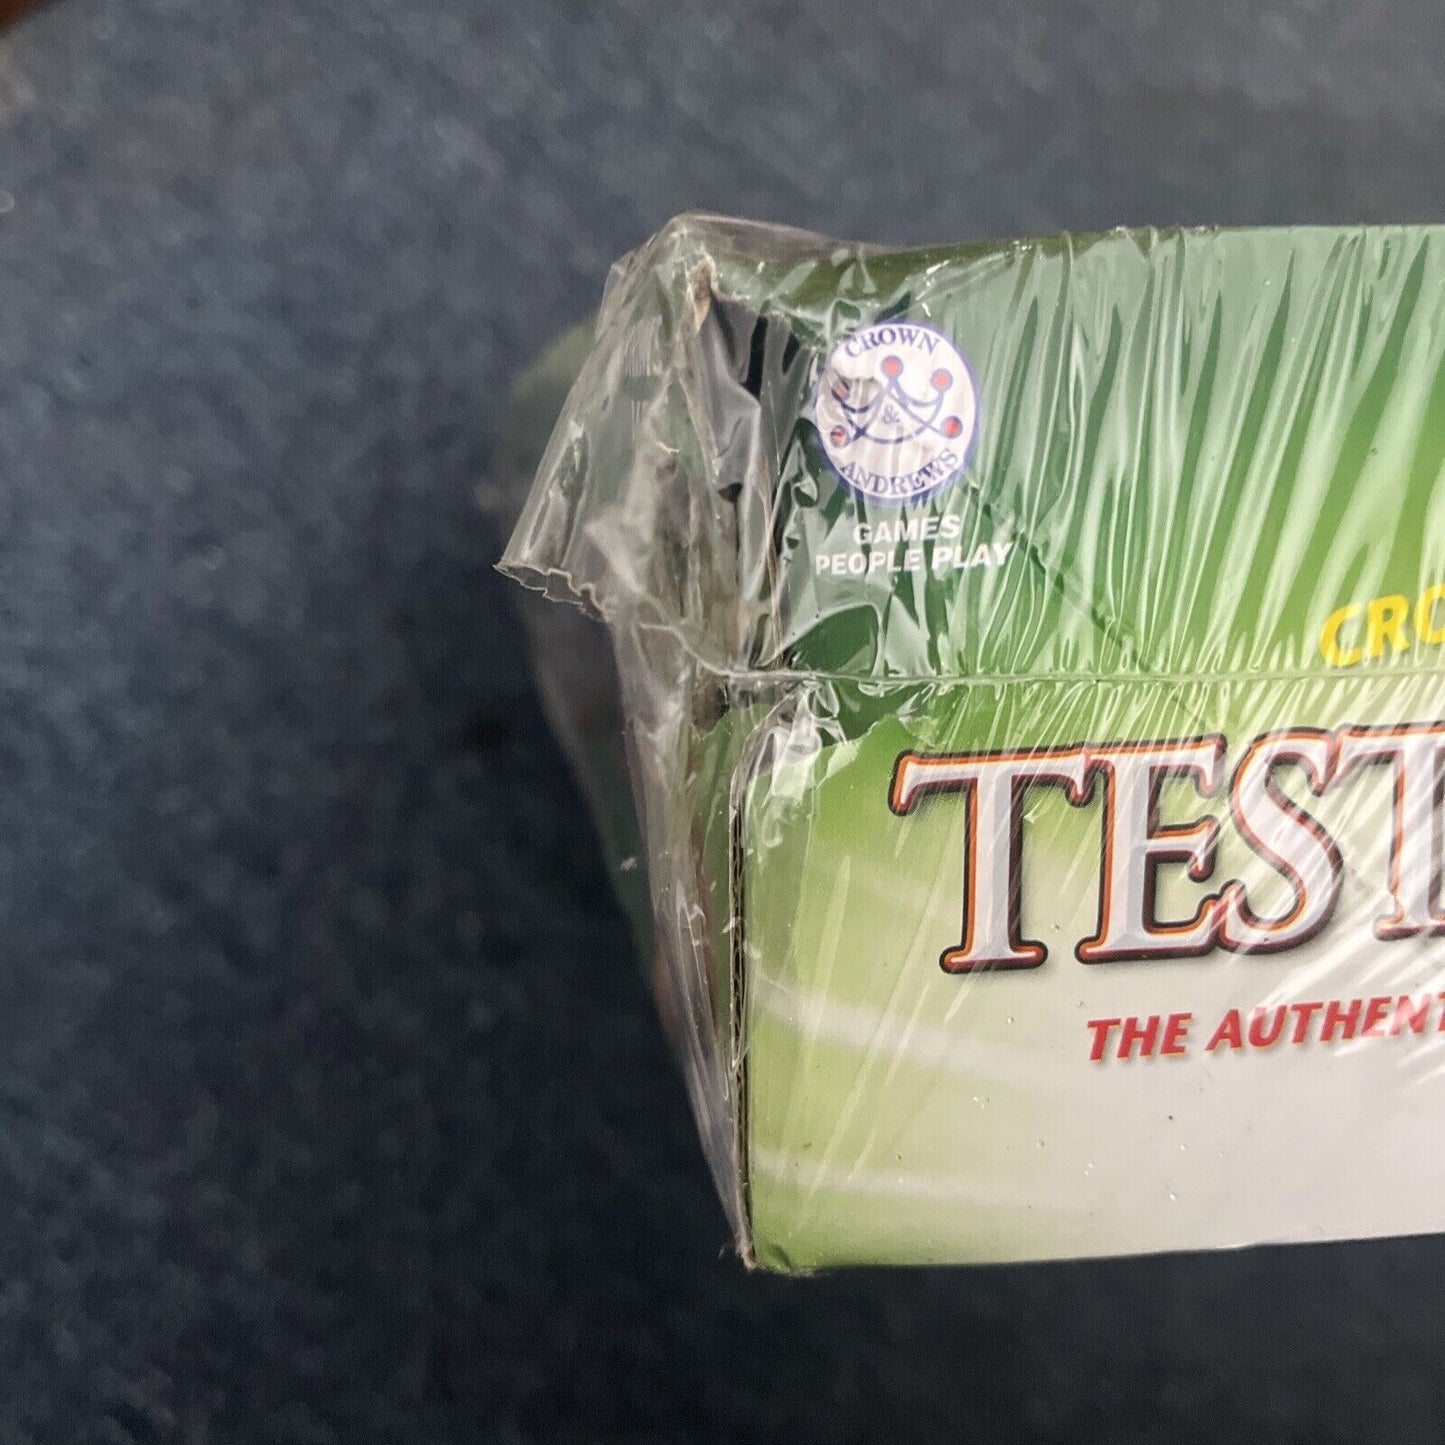 CROWN
&
ANDREWS
GAMES
PEOPLE PLAY
CRO
TEST
THE AUTHENT